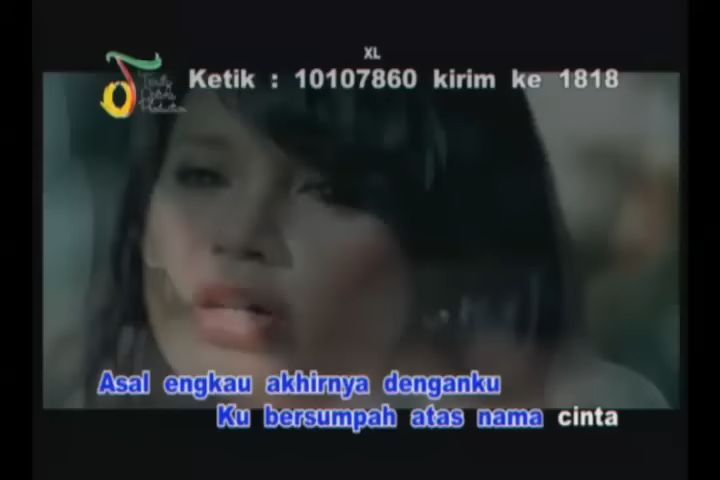 XL
Ketik : 10107860 kirim ke 1818
Asal engkau akhirnya denganku
Ku bersumpah atas nama cinta